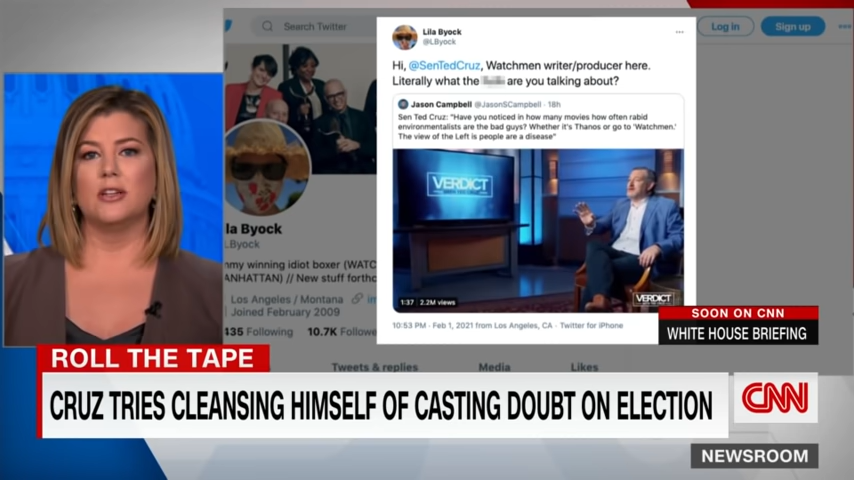 Search Twitter
Log in
Sign up
Lila Byock
@LByock
Hi, @SenTedCruz, Watchmen writer/producer here.
Literally what the are you talking about?
Jason Campbell @JasonSCampbell · 18h
Sen Ted Cruz: "Have you noticed in how many movies how often rabid
environmentalists are the bad guys? Whether it's Thanos or go to 'Watchmen.'
The view of the Left is people are a disease"
VERDICT
VERDICT
1:37
2.2M views
10:53 PM · Feb 1, 2021 from Los Angeles, CA · Twitter for iPhone
la Byock
LByock
my winning idiot boxer (WATC
ANHATTAN) // New stuff forthc
Los Angeles / Montana
Joined February 2009
435 Following 10.7K Followe
Tweets & replies
Media
Likes
SOON ON CNN
WHITE HOUSE BRIEFING
ROLL THE TAPE
CRUZ TRIES CLEANSING HIMSELF OF CASTING DOUBT ON ELECTION
CNN
NEWSROOM